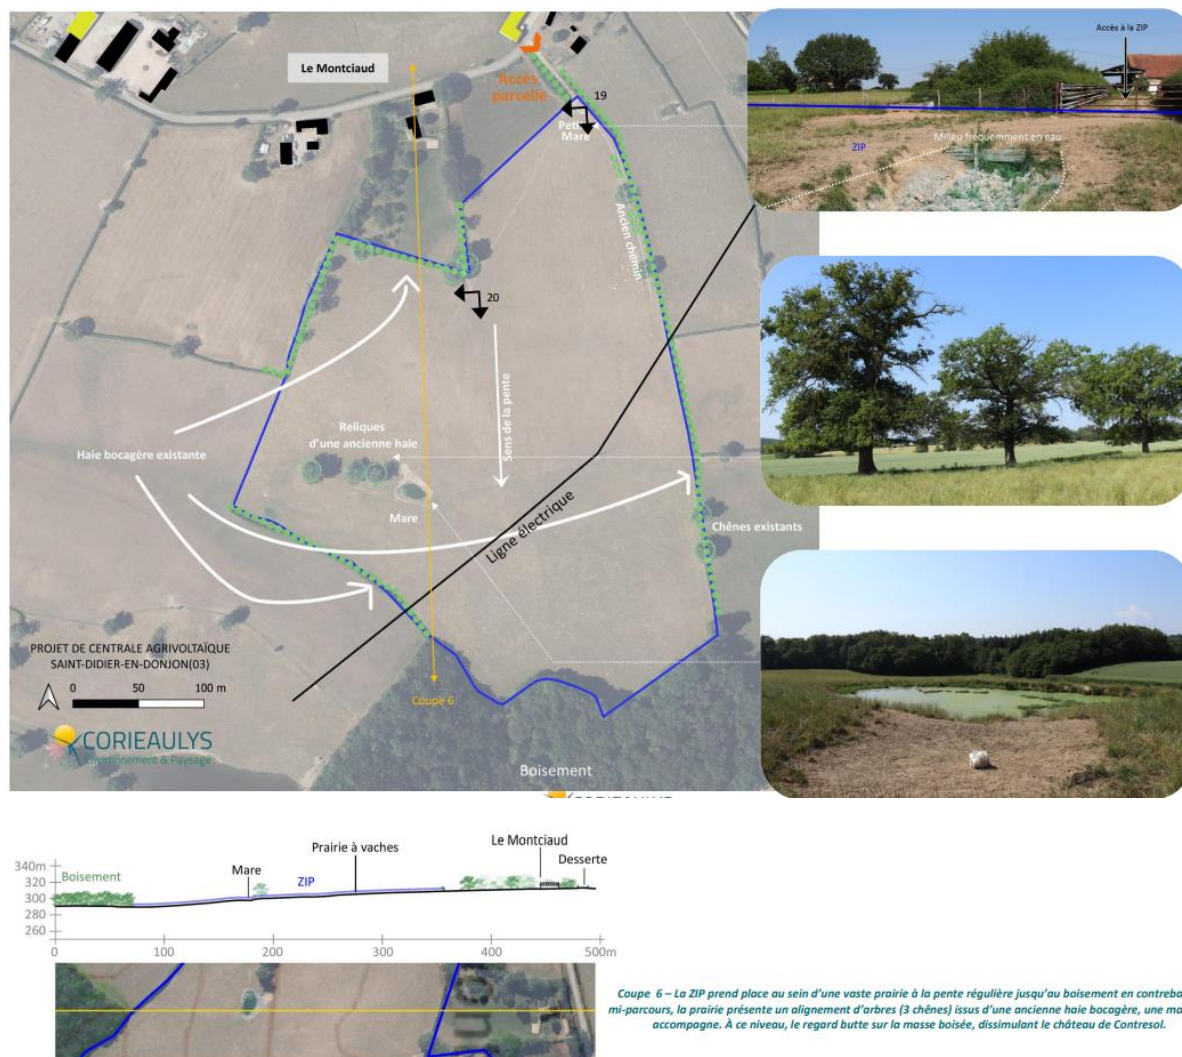 Le Montciaud
Accès
parcelle
19
Petite
Mare
Ancien chemin
20
Sens de la pente
Reliques
d'une ancienne haie
Haie bocagère existante
Mare
Ligne électrique
Chênes existants
PROJET DE CENTRALE AGRIVOLTAÏQUE
SAINT-DIDIER-EN-DONJON(03)
0 50 100 m
CORIEAULYS
Environnement & Paysage
Coupe 6
Boisement
Accès à la ZIP
Milieu fréquemment en eau
ZIP
Le Montciaud
Prairie à vaches
Desserte
Mare
Boisement
ZIP
340m
320
300
280
260
0 100 200 300 400 500m
Coupe 6 – La ZIP prend place au sein d'une vaste prairie à la pente régulière jusqu'au boisement en contreba
mi-parcours, la prairie présente un alignement d'arbres (3 chênes) issus d'une ancienne haie bocagère, une ma
accompagne. À ce niveau, le regard butte sur la masse boisée, dissimulant le château de Contresol.